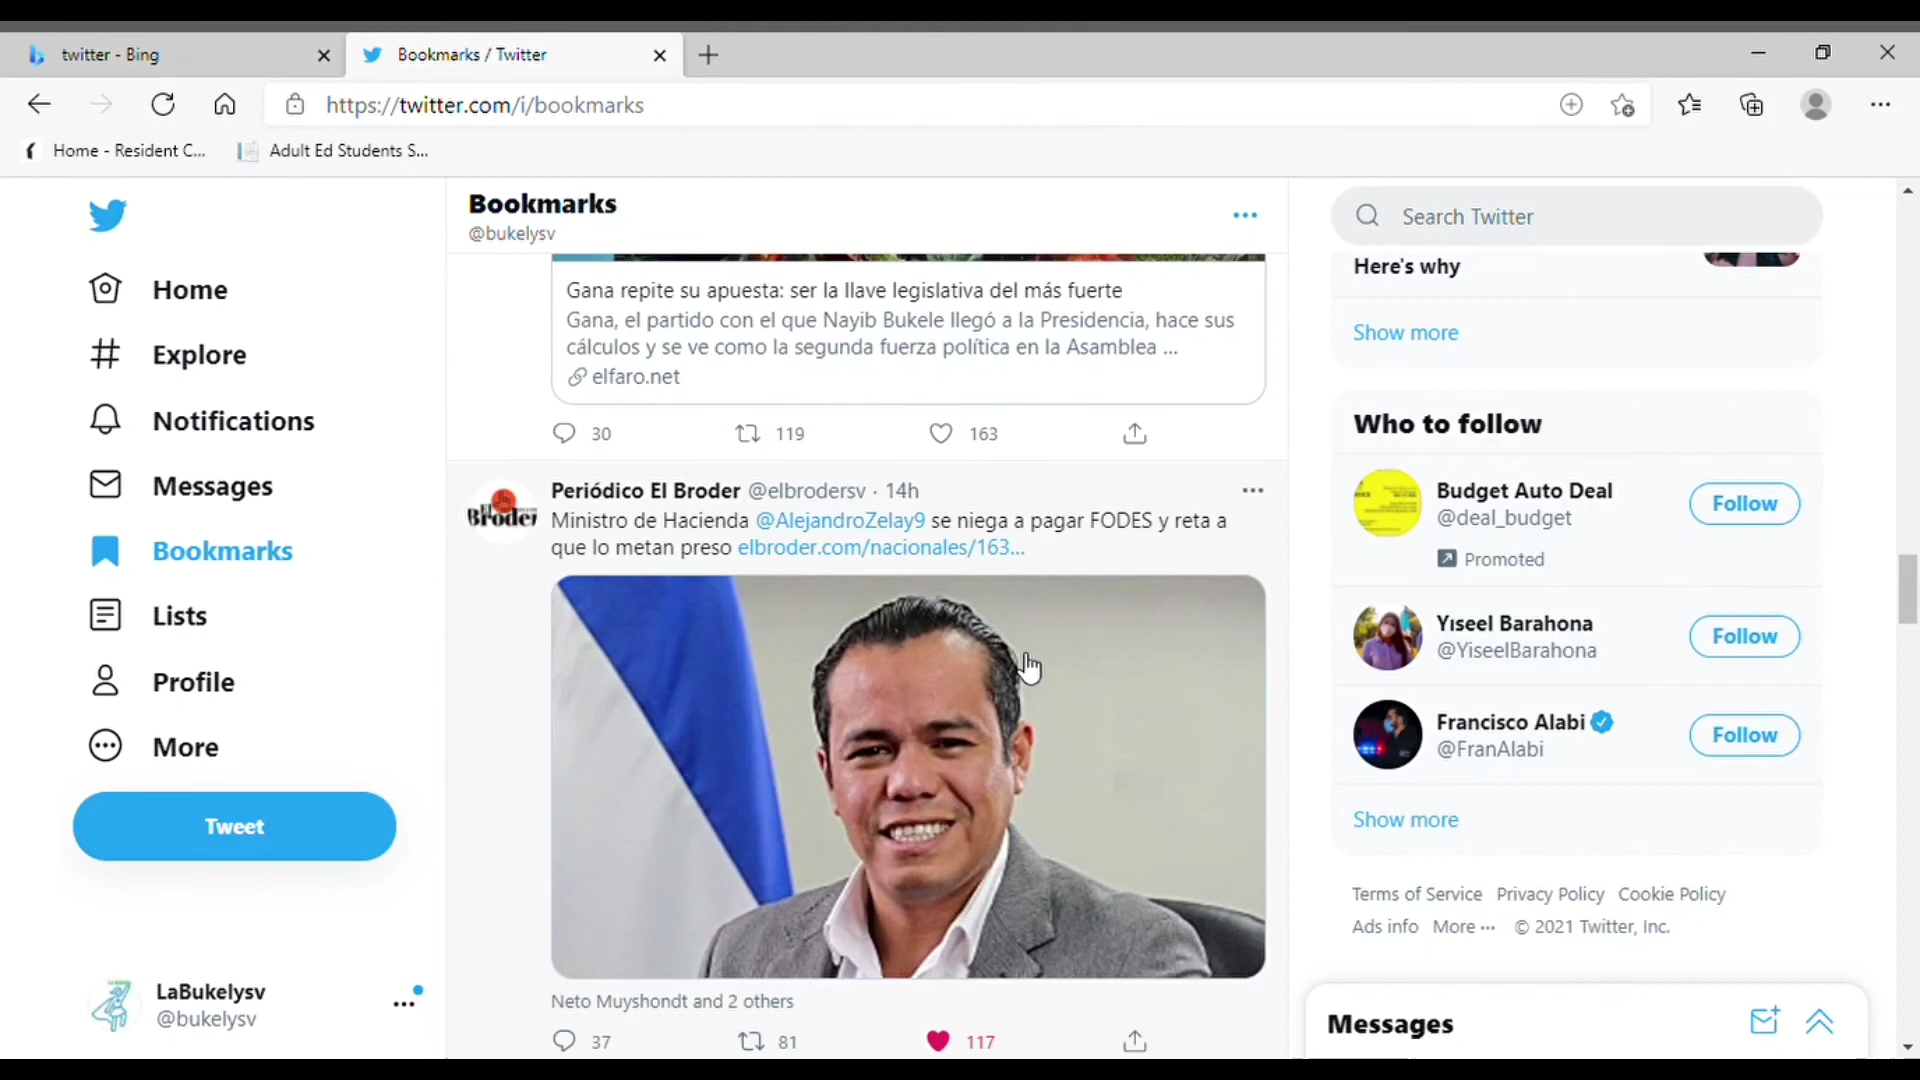 twitter - Bing
Bookmarks / Twitter
https://twitter.com/i/bookmarks
Home - Resident C...
Adult Ed Students S...
Home
Explore
Notifications
Messages
Bookmarks
Lists
Profile
More
Tweet
LaBukelysv
@bukelysv
Bookmarks
@bukelysv
Gana repite su apuesta: ser la llave legislativa del más fuerte
Gana, el partido con el que Nayib Bukele llegó a la Presidencia, hace sus
cálculos y se ve como la segunda fuerza política en la Asamblea ...
elfaro.net
30 119 163
El Broder
Periódico El Broder @elbrodersv · 14h
Ministro de Hacienda @AlejandroZelay9 se niega a pagar FODES y reta a
que lo metan preso elbroder.com/nacionales/163...
Neto Muyshondt and 2 others
37 81 117
Search Twitter
Here's why
Show more
Who to follow
Budget Auto Deal
@deal_budget
Follow
Promoted
Yıseel Barahona
@YiseelBarahona
Follow
Francisco Alabi
@FranAlabi
Follow
Show more
Terms of Service Privacy Policy Cookie Policy
Ads info More ··· © 2021 Twitter, Inc.
Messages